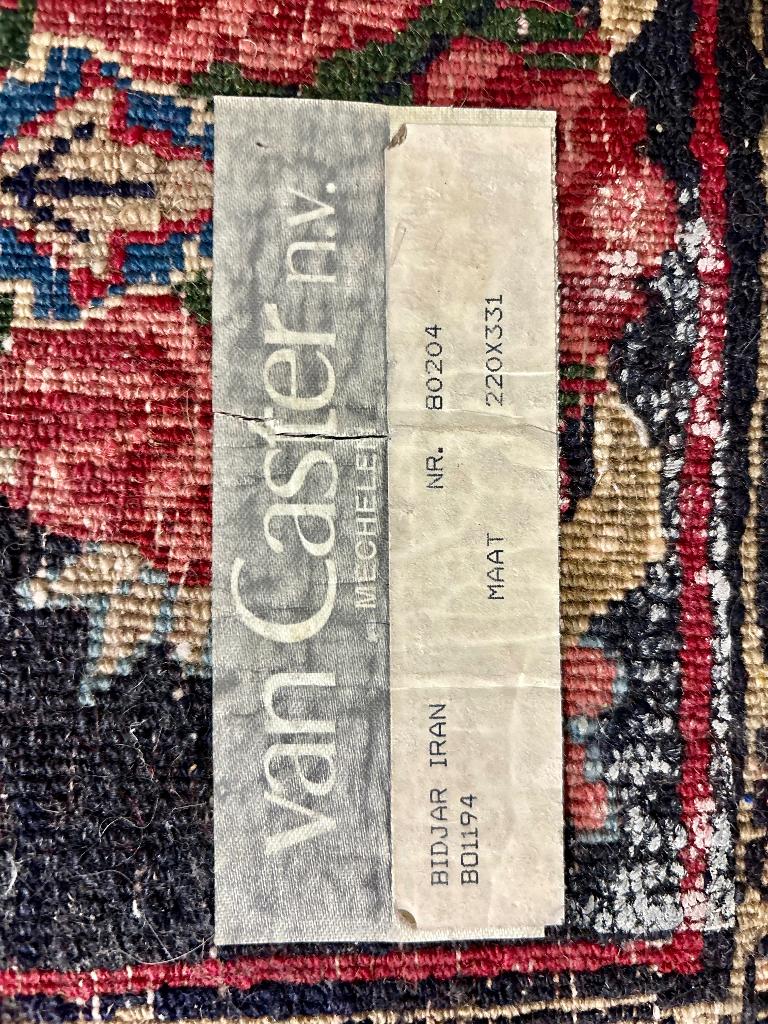 van Caster n.v.
MECHELEN
BIDJAR IRAN NR. 80204
B01194
MAAT 220X331